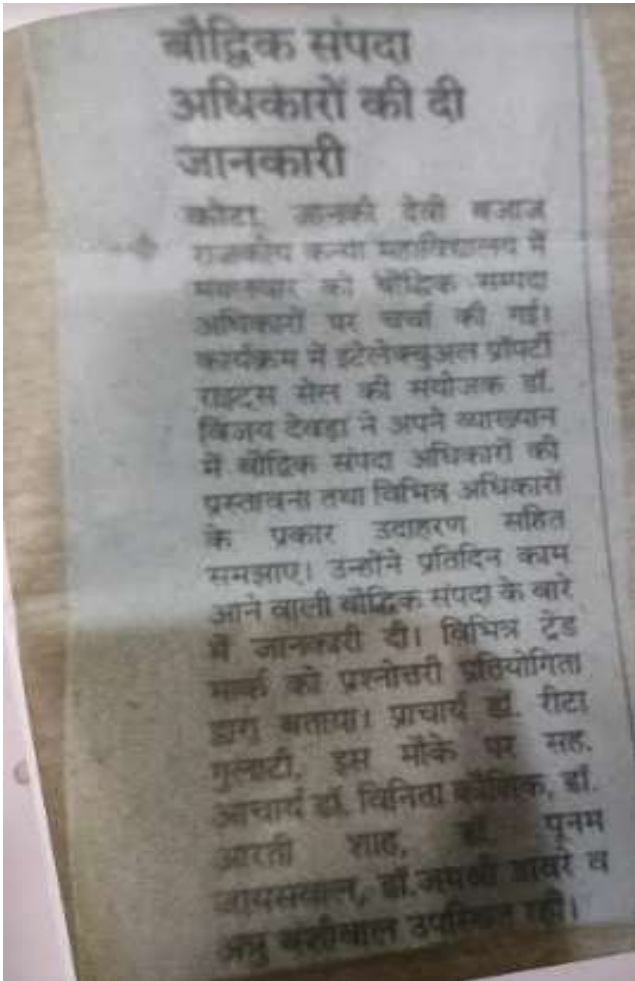 बौद्विक संपदा
अधिकारों की दी
जानकारी
कोटा. जानकी देवी बजाज
राजकीय कन्या महाविद्यालय में
को बौद्धिक सम्पदा
अधिकारों पर चर्चा की गई।
कार्यक्रम में इंटेलेक्चुअल प्रॉपर्टी
राइट्स सेल की संयोजक डॉ.
विजय देवड़ा ने अपने व्याख्यान
में बौद्धिक संपदा अधिकारों की
प्रस्तावना तथा विभिन्न अधिकारों
के प्रकार उदाहरण सहित
समझाए। उन्होंने प्रतिदिन काम
आने वाली बौद्धिक संपदा के बारे
में जानकारी दी। विभिन्न ट्रेड
मार्क को प्रश्नोत्तरी प्रतियोगिता
द्वारा बताया। प्राचार्य डॉ. रीटा
गुलाटी, इस मौके पर सह.
आचार्य डॉ. विनिता कौशिक, डॉ.
आरती शाह, डॉ. पूनम
जायसवाल, डॉ. व
उपस्थित रही।